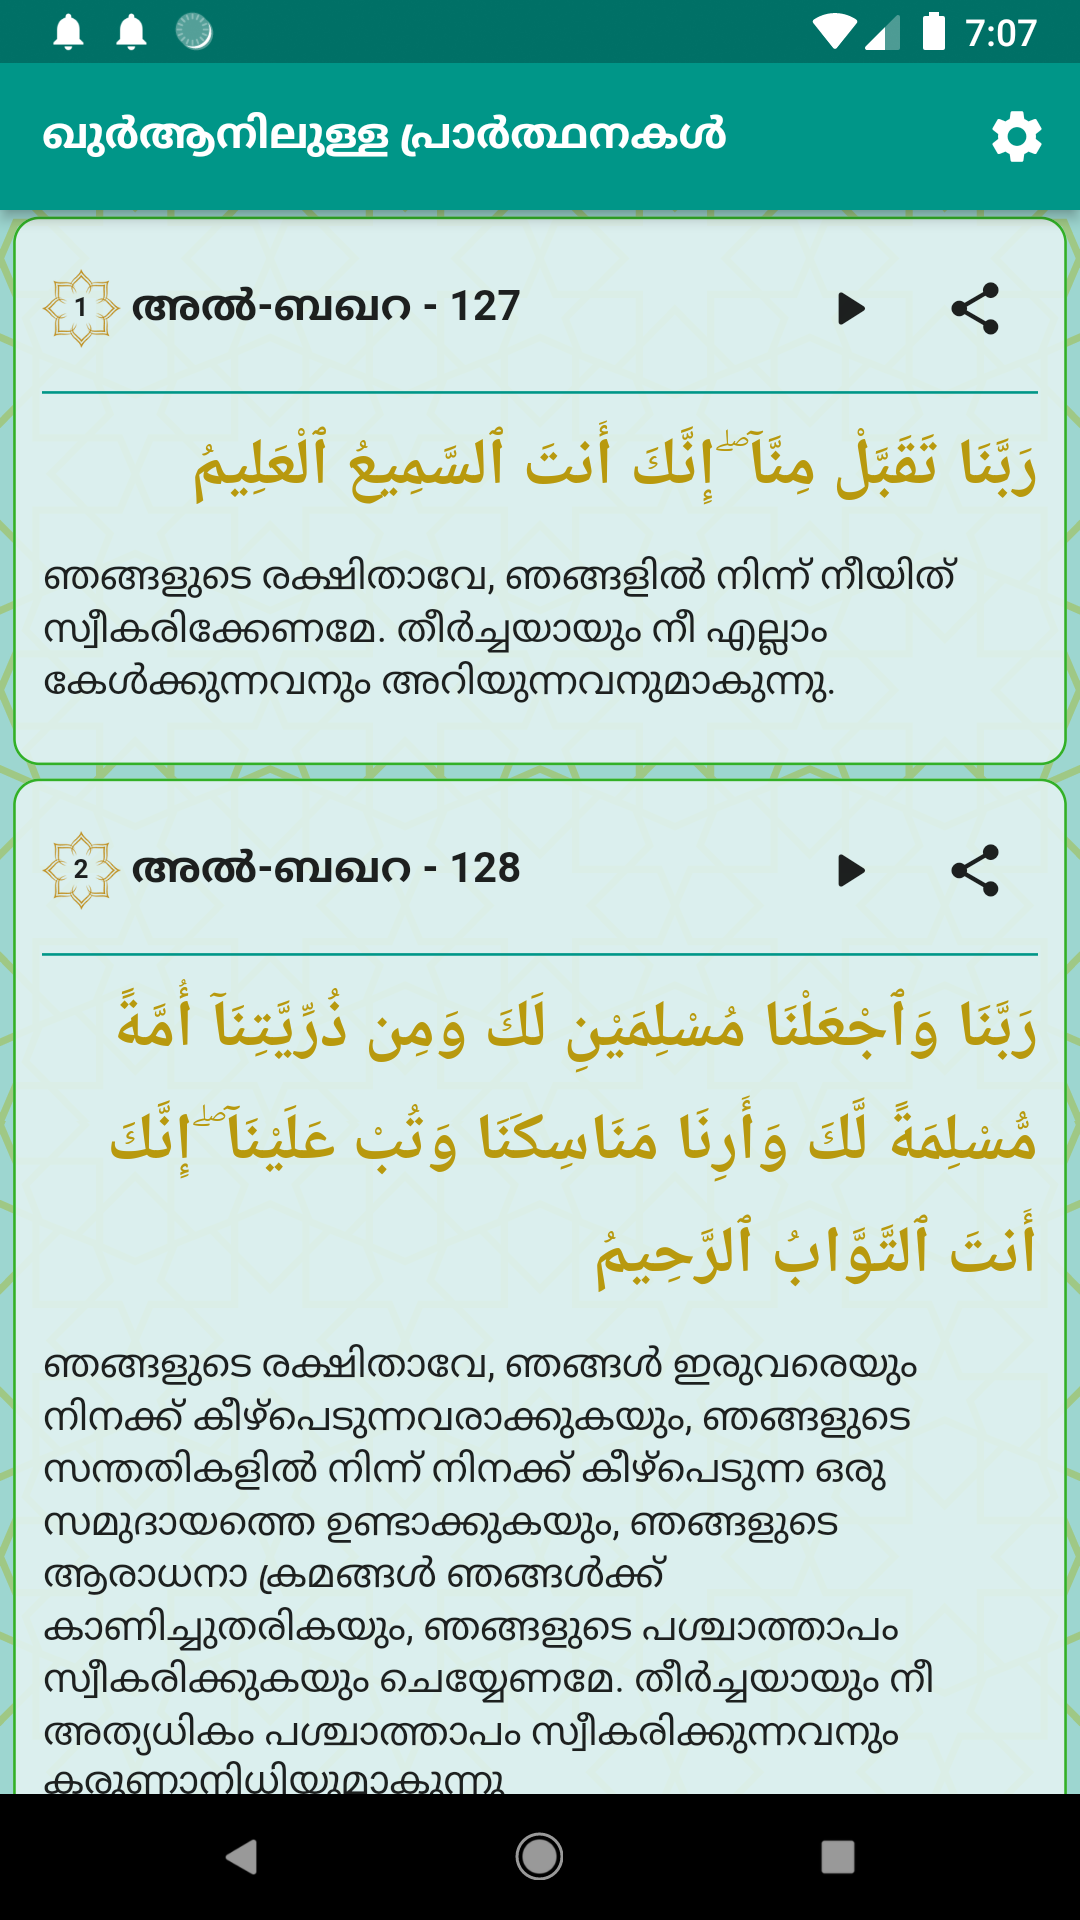 7:07
ഖുർആനിലുള്ള പ്രാർത്ഥനകൾ
1 അൽ-ബഖറ - 127
رَبَّنَا تَقَبَّلْ مِنَّآ ۖ إِنَّكَ أَنتَ ٱلسَّمِيعُ ٱلْعَلِيمُ
ഞങ്ങളുടെ രക്ഷിതാവേ, ഞങ്ങളിൽ നിന്ന് നീയിത്
സ്വീകരിക്കേണമേ. തീർച്ചയായും നീ എല്ലാം
കേൾക്കുന്നവനും അറിയുന്നവനുമാകുന്നു.
2 അൽ-ബഖറ - 128
رَبَّنَا وَٱجْعَلْنَا مُسْلِمَيْنِ لَكَ وَمِن ذُرِّيَّتِنَآ أُمَّةً
مُّسْلِمَةً لَّكَ وَأَرِنَا مَنَاسِكَنَا وَتُبْ عَلَيْنَآ ۖ إِنَّكَ
أَنتَ ٱلتَّوَّابُ ٱلرَّحِيمُ
ഞങ്ങളുടെ രക്ഷിതാവേ, ഞങ്ങൾ ഇരുവരെയും
നിനക്ക് കീഴ്പെടുന്നവരാക്കുകയും, ഞങ്ങളുടെ
സന്തതികളിൽ നിന്ന് നിനക്ക് കീഴ്പെടുന്ന ഒരു
സമുദായത്തെ ഉണ്ടാക്കുകയും, ഞങ്ങളുടെ
ആരാധനാ ക്രമങ്ങൾ ഞങ്ങൾക്ക്
കാണിച്ചുതരികയും, ഞങ്ങളുടെ പശ്ചാത്താപം
സ്വീകരിക്കുകയും ചെയ്യേണമേ. തീർച്ചയായും നീ
അത്യധികം പശ്ചാത്താപം സ്വീകരിക്കുന്നവനും
കരുണാനിധിയുമാകുന്നു